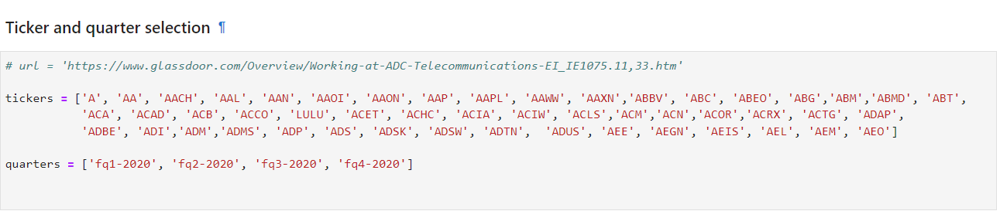 Ticker and quarter selection ¶
# url = 'https://www.glassdoor.com/Overview/Working-at-ADC-Telecommunications-EI_IE1075.11,33.htm'
tickers = ['A', 'AA', 'AACH', 'AAL', 'AAN', 'AAOI', 'AAON', 'AAP', 'AAPL', 'AAWW', 'AAXN','ABBV', 'ABC', 'ABEO', 'ABG','ABM','ABMD', 'ABT',
'ACA', 'ACAD', 'ACB', 'ACCO', 'LULU', 'ACET', 'ACHC', 'ACIA', 'ACIW', 'ACLS','ACM','ACN','ACOR','ACRX', 'ACTG', 'ADAP',
'ADBE', 'ADI','ADM','ADMS', 'ADP', 'ADS', 'ADSK', 'ADSW', 'ADTN',  'ADUS', 'AEE', 'AEGN', 'AEIS', 'AEL', 'AEM', 'AEO']
quarters = ['fq1-2020', 'fq2-2020', 'fq3-2020', 'fq4-2020']